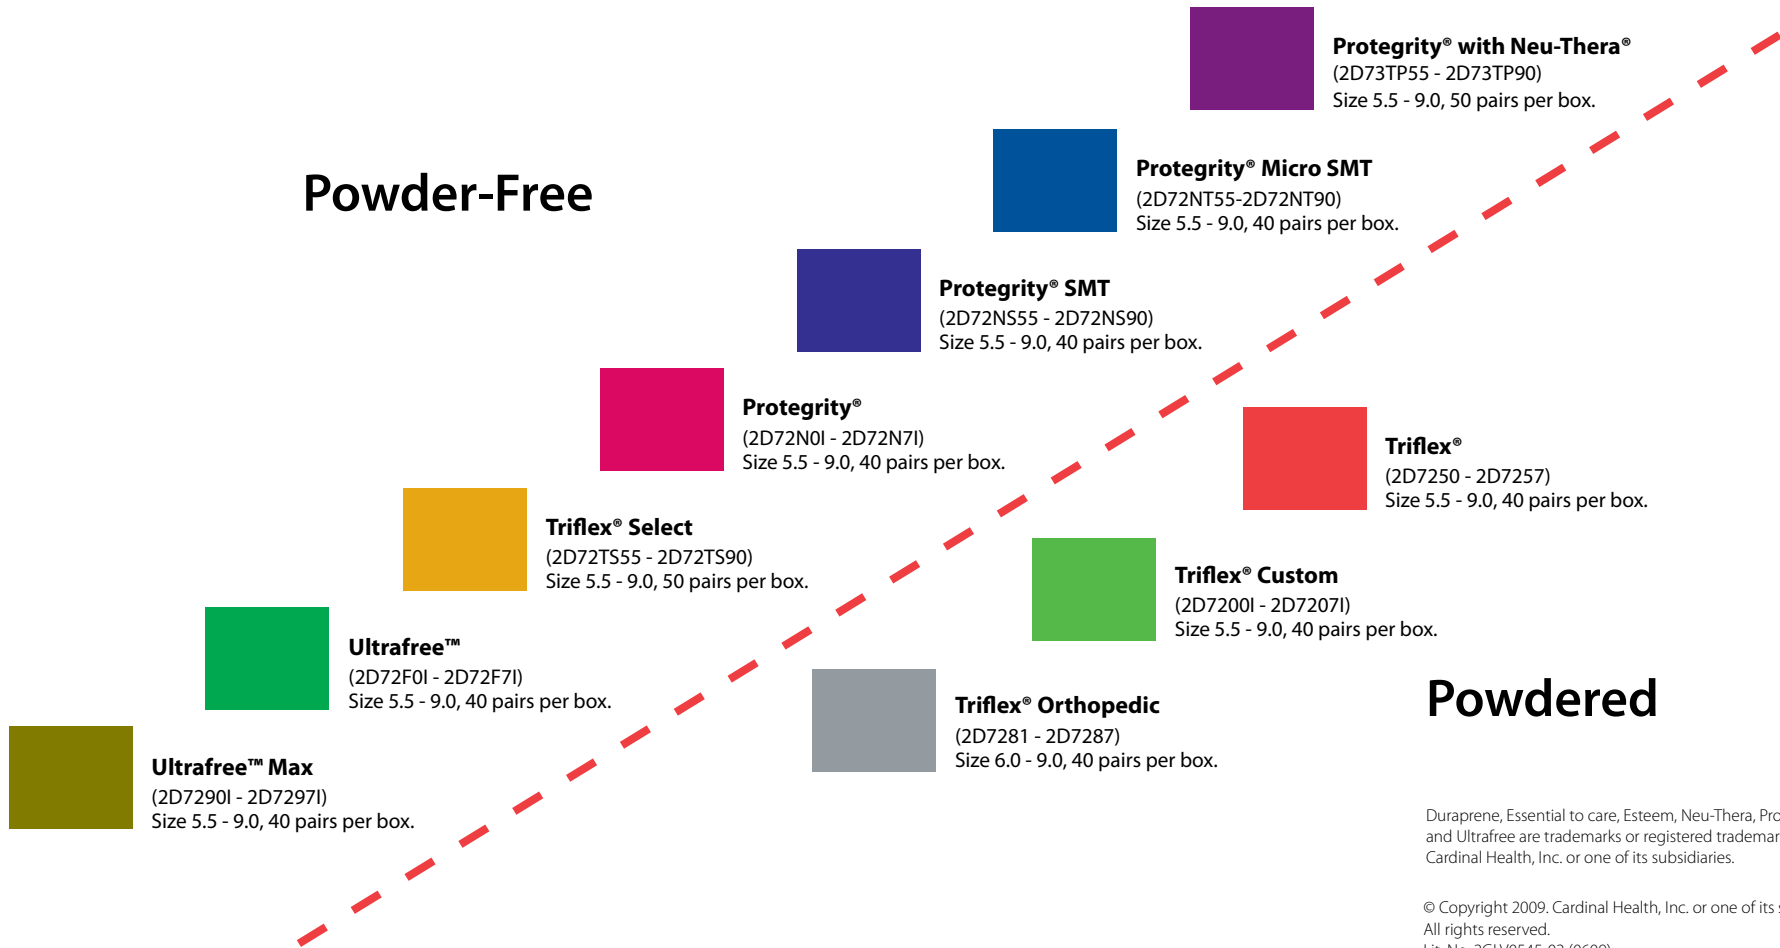 Protegrity® with Neu-Thera®
(2D73TP55 - 2D73TP90)
Size 5.5 - 9.0, 50 pairs per box.
Powder-Free
Protegrity® Micro SMT
(2D72NT55-2D72NT90)
Size 5.5 - 9.0, 40 pairs per box.
Protegrity® SMT
(2D72NS55 - 2D72NS90)
Size 5.5 - 9.0, 40 pairs per box.
Protegrity®
(2D72N0I - 2D72N7I)
Size 5.5 - 9.0, 40 pairs per box.
Triflex® Select
(2D72TS55 - 2D72TS90)
Size 5.5 - 9.0, 50 pairs per box.
Ultrafree™
(2D72F0I - 2D72F7I)
Size 5.5 - 9.0, 40 pairs per box.
Ultrafree™ Max
(2D7290I - 2D7297I)
Size 5.5 - 9.0, 40 pairs per box.
Triflex®
(2D7250 - 2D7257)
Size 5.5 - 9.0, 40 pairs per box.
Triflex® Custom
(2D7200I - 2D7207I)
Size 5.5 - 9.0, 40 pairs per box.
Triflex® Orthopedic
(2D7281 - 2D7287)
Size 6.0 - 9.0, 40 pairs per box.
Powdered
Duraprene, Essential to care, Esteem, Neu-Thera,
and Ultrafree are trademarks or registered
Cardinal Health, Inc. or one of its subsidiaries.
© Copyright 2009. Cardinal Health, Inc. or one of its
All rights reserved.